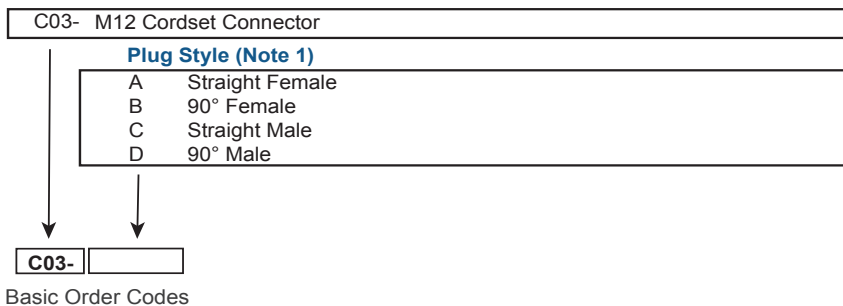 C03- M12 Cordset Connector
Plug Style (Note 1)
A Straight Female
B 90° Female
C Straight Male
D 90° Male
C03-
Basic Order Codes